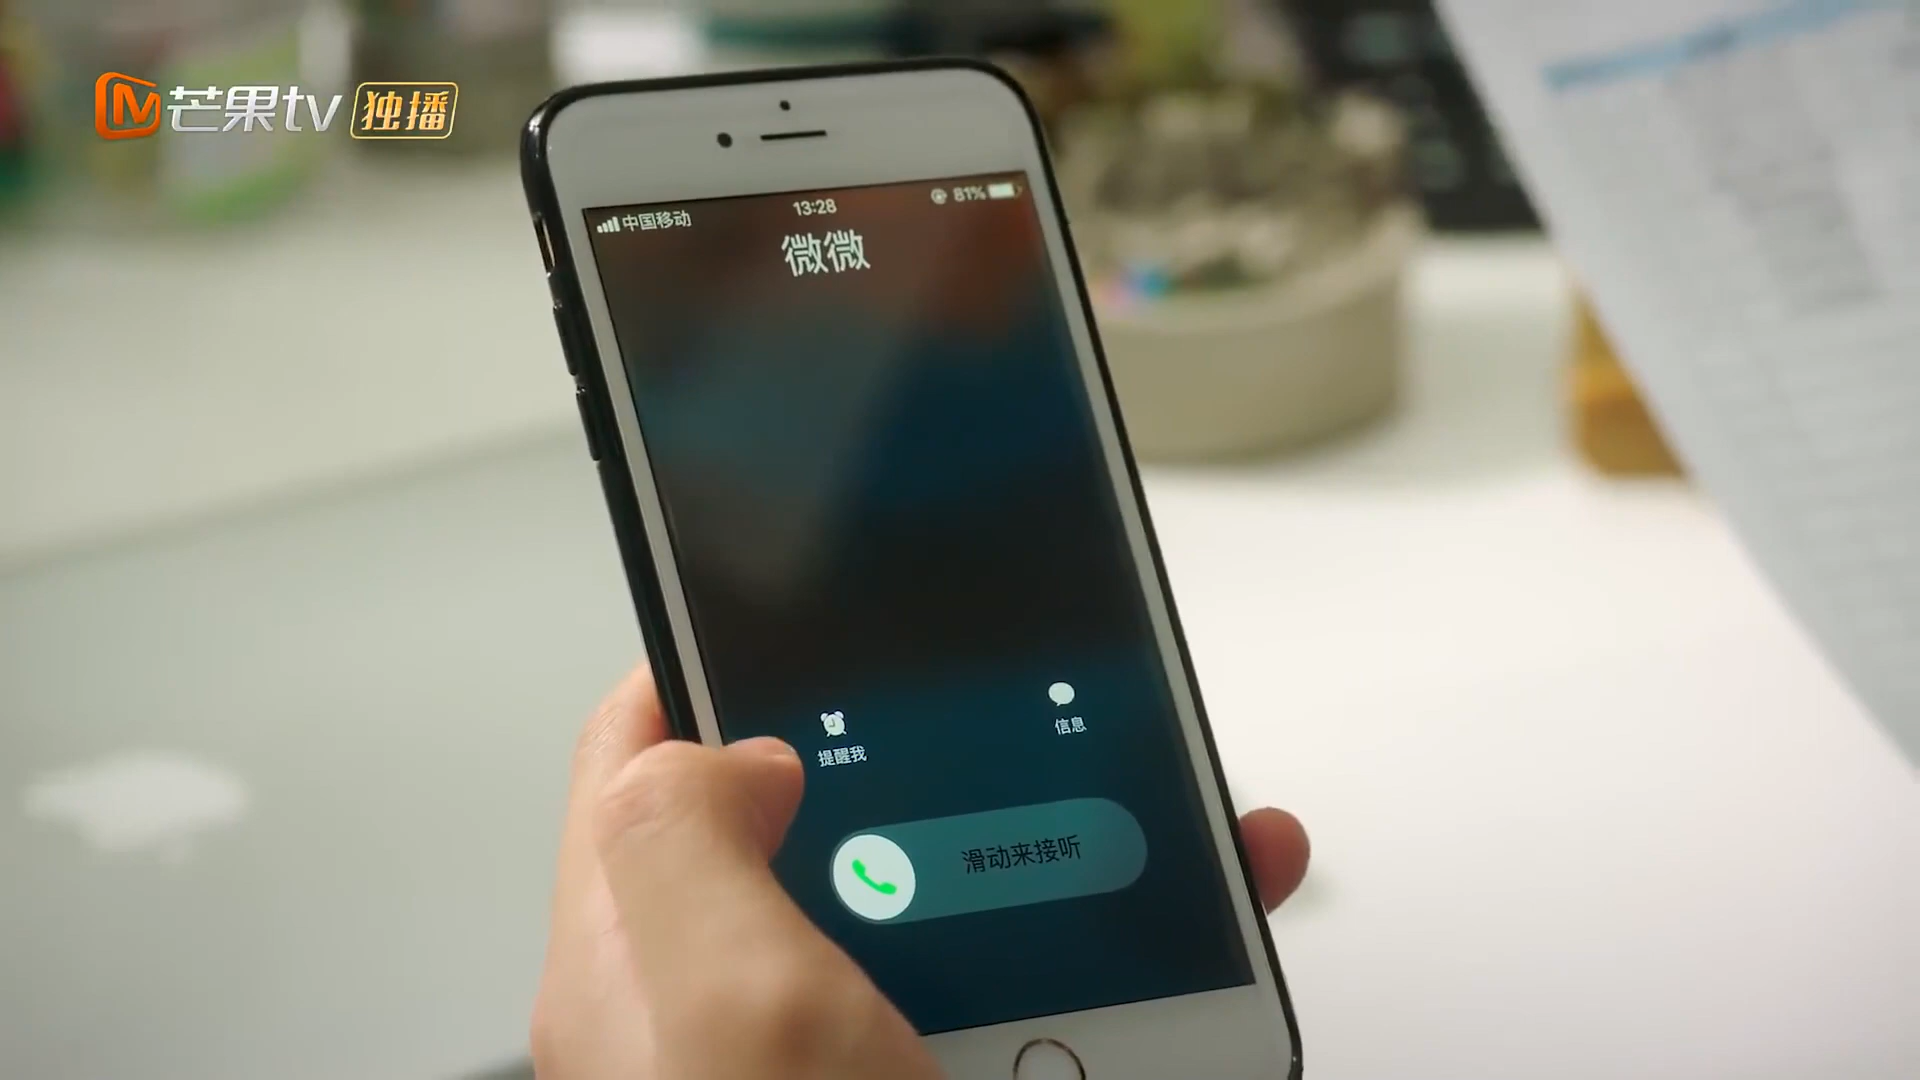 芒果tv 独播
中国移动 13:28 81%
微微
提醒我 信息
滑动来接听